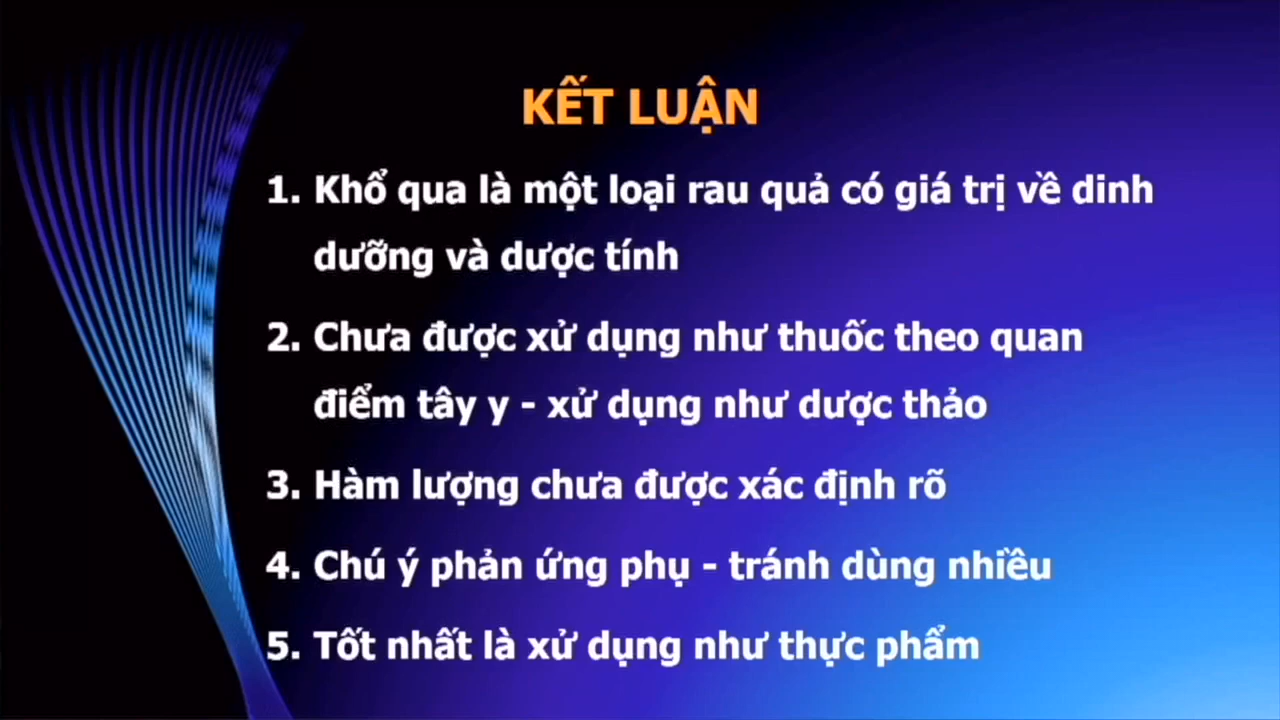 KẾT LUẬN
1. Khổ qua là một loại rau quả có giá trị về dinh
dưỡng và dược tính
2. Chưa được xử dụng như thuốc theo quan
điểm tây y - xử dụng như dược thảo
3. Hàm lượng chưa được xác định rõ
4. Chú ý phản ứng phụ - tránh dùng nhiều
5. Tốt nhất là xử dụng như thực phẩm